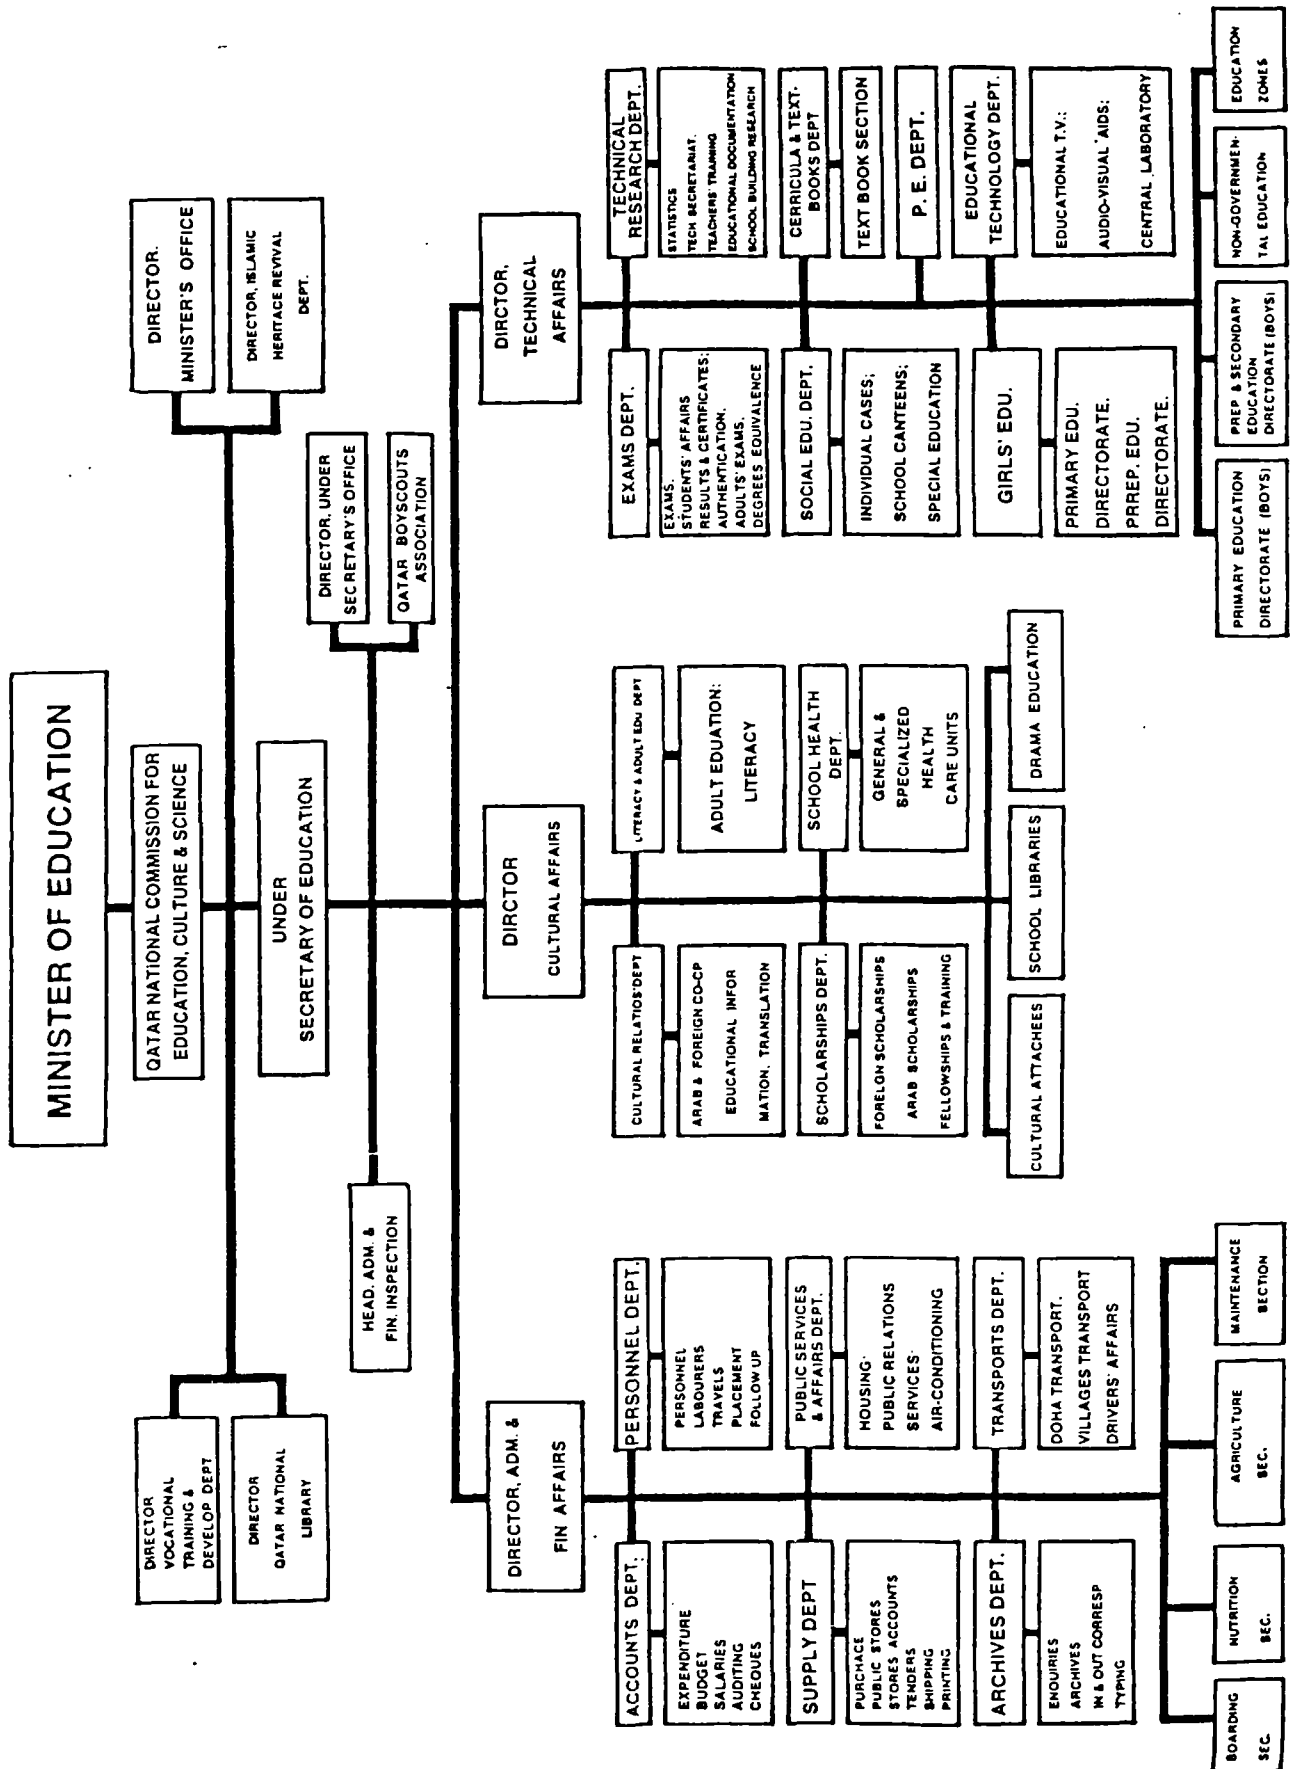 MINISTER OF EDUCATION
QATAR NATIONAL COMMISSION FOR
EDUCATION, CULTURE & SCIENCE
DIRECTOR
VOCATIONAL
TRAINING &
DEVELOP DEPT
DIRECTOR
QATAR NATIONAL
LIBRARY
DIRECTOR.
MINISTER'S OFFICE
DIRECTOR, ISLAMIC
HERITACE REVIVAL
DEPT.
UNDER
SECRETARY OF EDUCATION
HEAD, ADM. &
FIN. INSPECTION
DIRECTOR, UNDER
SECRETARY'S OFFICE
QATAR BOYSCOUTS
ASSOCIATION
DIRECTOR, ADM. &
FIN AFFAIRS
ACCOUNTS DEPT.
EXPENDITURE
BUDGET
SALARIES
AUDITING
CHEQUES
PERSONNEL DEPT.
PERSONNEL
LABOURERS
TRAVELS
PLACEMENT
FOLLOW UP
SUPPLY DEPT
PURCHACE
PUBLIC STORES
STORES ACCOUNTS
TENDERS
SHIPPING
PRINTING
PUBLIC SERVICES
& AFFAIRS DEPT.
HOUSING·
PUBLIC RELATIONS
SERVICES·
AIR-CONDITIONING
ARCHIVES DEPT.
ENQUIRIES
ARCHIVES
IN & OUT CORRESP
TYPING
TRANSPORTS DEPT.
DOHA TRANSPORT.
VILLAGES TRANSPORT
DRIVERS' AFFAIRS
BOARDING
SEC.
NUTRITION
SEC.
AGRICULTURE
SEC.
MAINTENANCE
SECTION
DIRCTOR
CULTURAL AFFAIRS
CULTURAL RELATIOS'DEPT
ARAB & FOREIGN CO-CP
EDUCATIONAL INFOR
MATION, TRANSLATION
LITERACY & ADULT EDU DEPT
ADULT EDUATION:
LITERACY
SCHOLARSHIPS DEPT.
FORELGN SCHOLARSHIPS
ARAB SCHOLARSHIPS
FELLOWSHIPS & TRAINING
SCHOOL HEALTH
DEPT.
GENERAL &
SPECIALIZED
HEALTH
CARE UNITS
CULTURAL ATTACHEES
SCHOOL LIBRARIES
DRAMA EDUCATION
DIRCTOR,
TECHNICAL
AFFAIRS
EXAMS DEPT.
EXAMS.
STUDENTS' AFFAIRS
RESULTS & CERTIFICATES:
AUTHENTICATION.
ADULTS' EXAMS.
DEGREES EQUIVALENCE
TECHNICAL
RESEARCH DEPT.
STATISTICS
TECH SECRETARIAT.
TEACHERS' TRAINING
EDUCATIONAL DOCUMENTATION
SCHOOL BUILDING RESEARCH
SOCIAL EDU. DEPT.
INDIVIDUAL CASES;
SCHOOL CANTEENS;
SPECIAL EDUCATION
CERRICULA & TEXT-
BOOKS DEPT
TEXT BOOK SECTION
P. E. DEPT.
GIRLS' EDU.
PRIMARY EDU.
DIRECTORATE.
PREP. EDU.
DIRECTORATE.
EDUCATIONAL
TECHNOLOGY DEPT.
EDUCATIONAL T.V.;
AUDIO-VISUAL AIDS;
CENTRAL LABORATORY
PRIMARY EDUCATION
DIRECTORATE (BOYS)
PREP & SECONDARY
EDUCATION
DIRECTORATE (BOYS)
NON-GOVERNMEN-
TAL EDUCATION
EDUCATION
ZONES